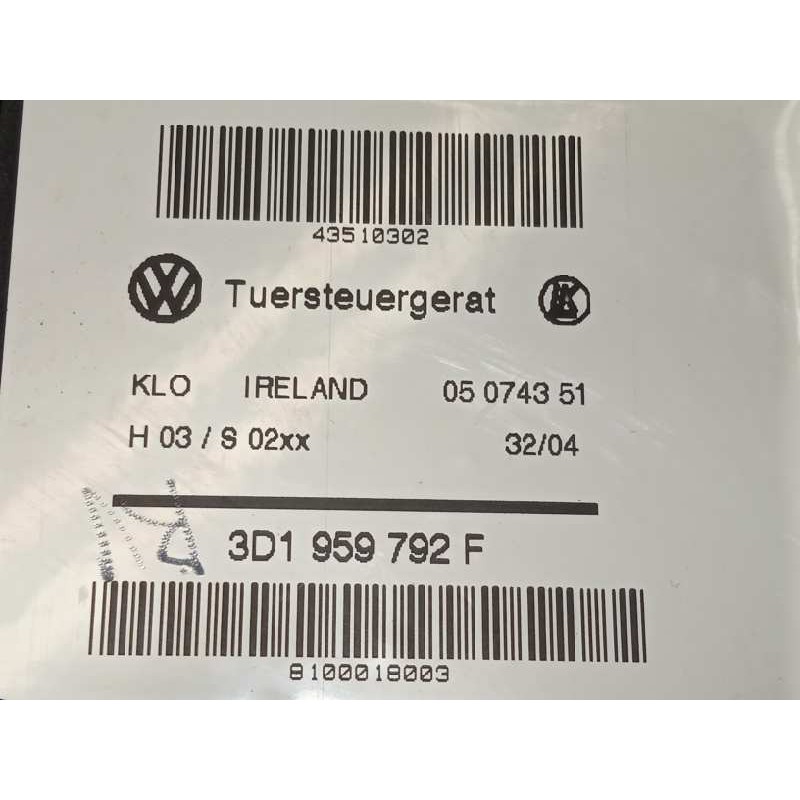 43510302
Tuersteuergerat
KLO IRELAND 05 0743 51
H 03 / S 02xx 32/04
3D1 959 792 F
8100018003